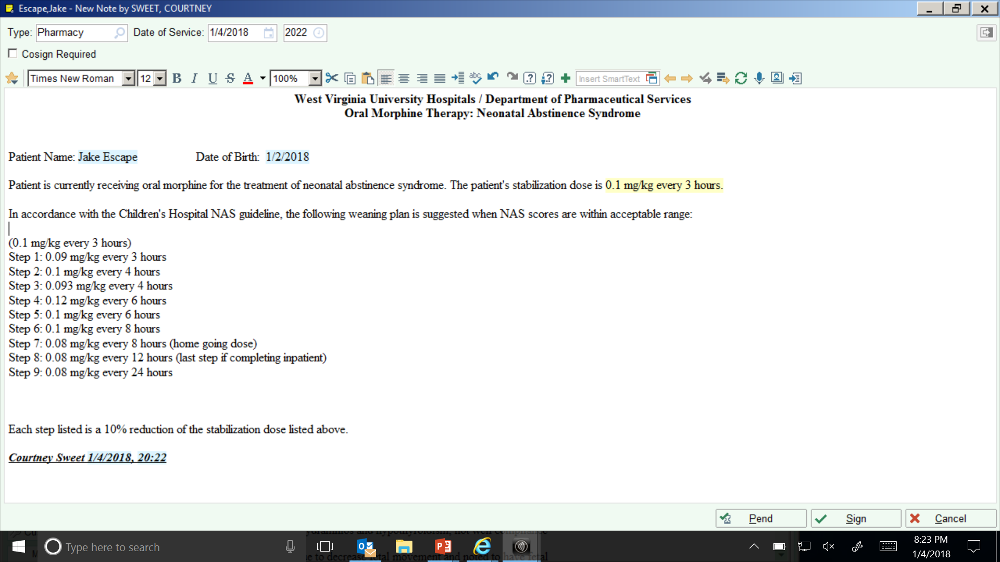 Escape,Jake - New Note by SWEET, COURTNEY
Type: Pharmacy Date of Service: 1/4/2018 2022
Cosign Required
Times New Roman 12 B I U S A 100% abc Insert SmartText
West Virginia University Hospitals / Department of Pharmaceutical Services
Oral Morphine Therapy: Neonatal Abstinence Syndrome
Patient Name: Jake Escape Date of Birth: 1/2/2018
Patient is currently receiving oral morphine for the treatment of neonatal abstinence syndrome. The patient's stabilization dose is 0.1 mg/kg every 3 hours.
In accordance with the Children's Hospital NAS guideline, the following weaning plan is suggested when NAS scores are within acceptable range:
(0.1 mg/kg every 3 hours)
Step 1: 0.09 mg/kg every 3 hours
Step 2: 0.1 mg/kg every 4 hours
Step 3: 0.093 mg/kg every 4 hours
Step 4: 0.12 mg/kg every 6 hours
Step 5: 0.1 mg/kg every 6 hours
Step 6: 0.1 mg/kg every 8 hours
Step 7: 0.08 mg/kg every 8 hours (home going dose)
Step 8: 0.08 mg/kg every 12 hours (last step if completing inpatient)
Step 9: 0.08 mg/kg every 24 hours
Each step listed is a 10% reduction of the stabilization dose listed above.
Courtney Sweet 1/4/2018, 20:22
Pend Sign Cancel
Type here to search
8:23 PM
1/4/2018